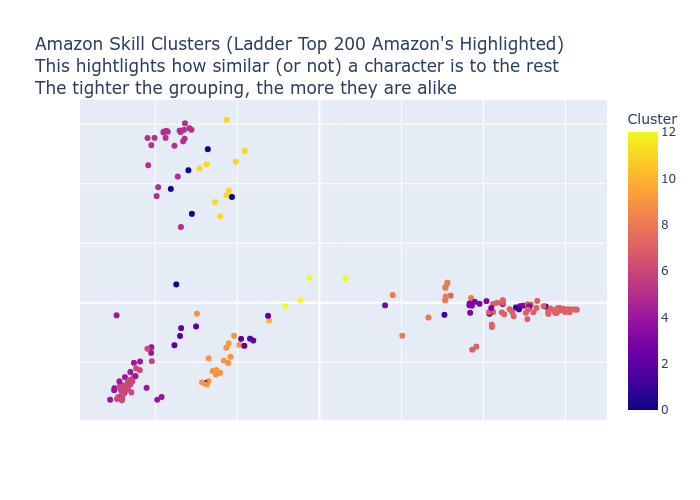 Amazon Skill Clusters (Ladder Top 200 Amazon's Highlighted)
This hightlights how similar (or not) a character is to the rest
The tighter the grouping, the more they are alike
Cluster
12
10
8
6
4
2
0